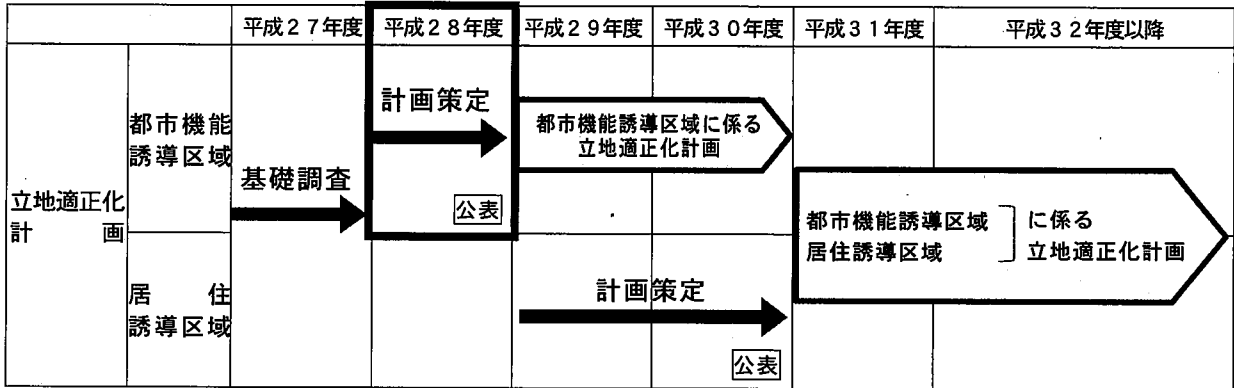 平成２７年度
平成２８年度
平成２９年度
平成３０年度
平成３１年度
平成３２年度以降
立地適正化
計画
都市機能
誘導区域
基礎調査
計画策定
公表
都市機能誘導区域に係る
立地適正化計画
都市機能誘導区域
居住誘導区域
に係る
立地適正化計画
居住
誘導区域
計画策定
公表